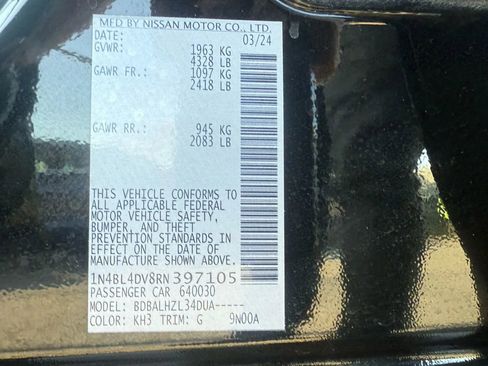 MFD BY NISSAN MOTOR CO., LTD.
DATE: 03/24
GVWR: 1963 KG
4328 LB
GAWR FR.: 1097 KG
2418 LB
GAWR RR.: 945 KG
2083 LB
THIS VEHICLE CONFORMS TO
ALL APPLICABLE FEDERAL
MOTOR VEHICLE SAFETY,
BUMPER, AND THEFT
PREVENTION STANDARDS IN
EFFECT ON THE DATE OF
MANUFACTURE SHOWN ABOVE.
1N4BL4DV8RN397105
PASSENGER CAR 640030
MODEL: BDBALHZL34DUA-----
COLOR: KH3 TRIM: G 9N00A